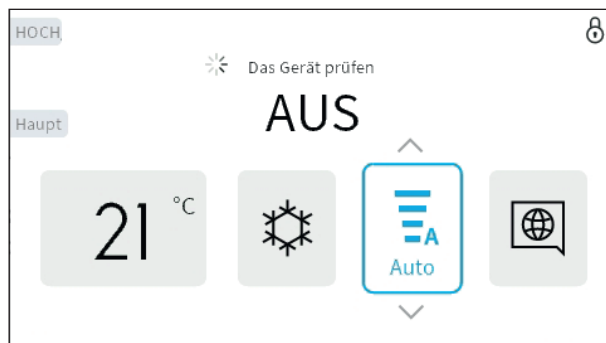 HOCH
Das Gerät prüfen
AUS
Haupt
21 °C
A
Auto